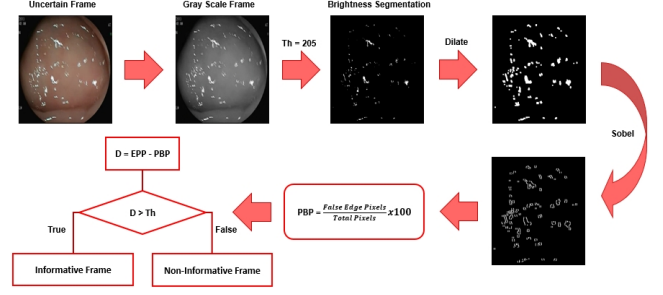 Uncertain Frame
Gray Scale Frame
Brightness Segmentation
Th = 205
Dilate
Sobel
D = EPP - PBP
PBP = False Edge Pixels / Total Pixels x100
D > Th
True
False
Informative Frame
Non-Informative Frame